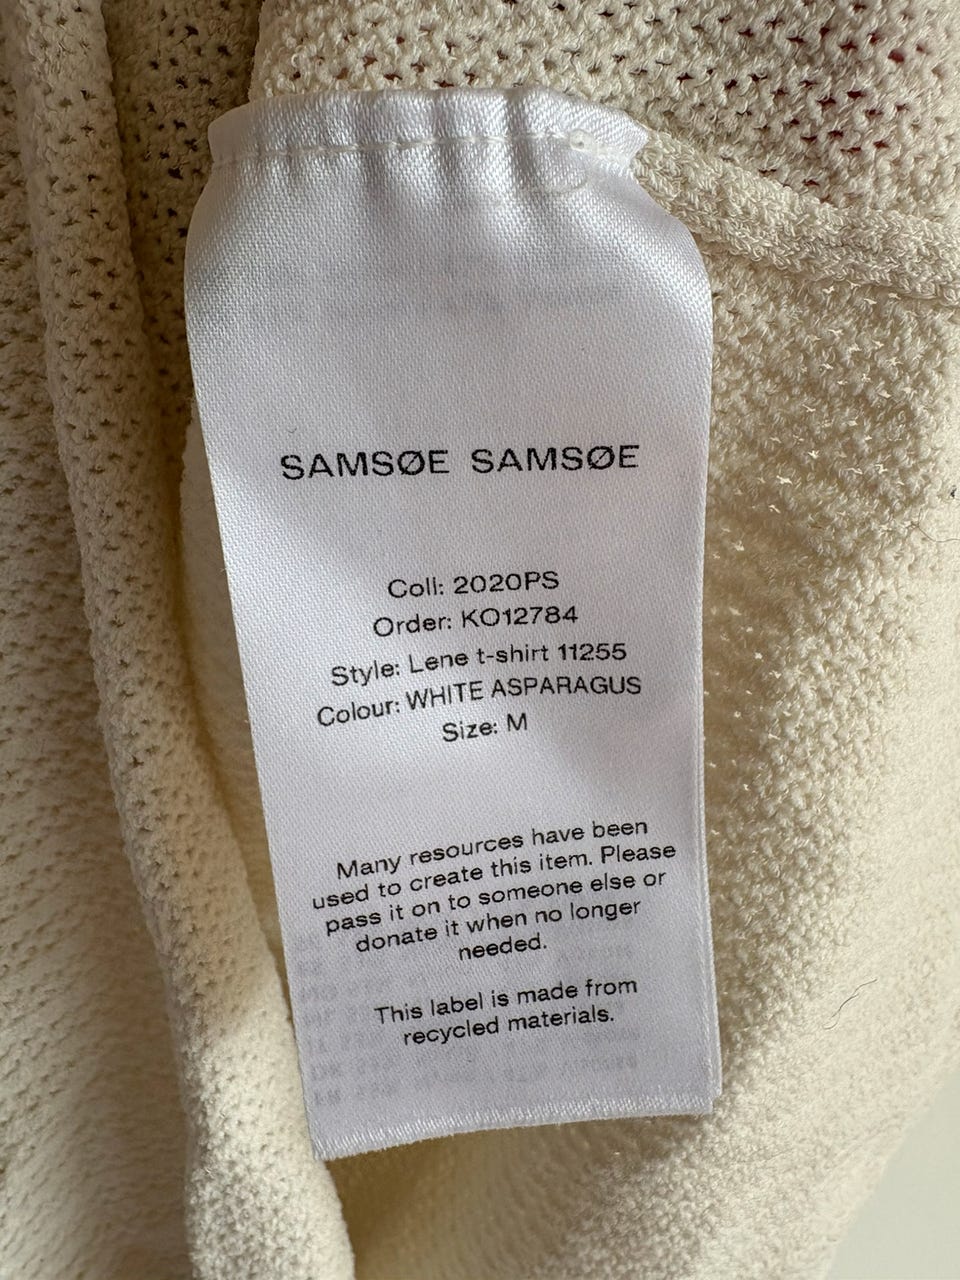 SAMSØE SAMSØE
Coll: 2020PS
Order: KO12784
Style: Lene t-shirt 11255
Colour: WHITE ASPARAGUS
Size: M
Many resources have been
used to create this item. Please
pass it on to someone else or
donate it when no longer
needed.
This label is made from
recycled materials.